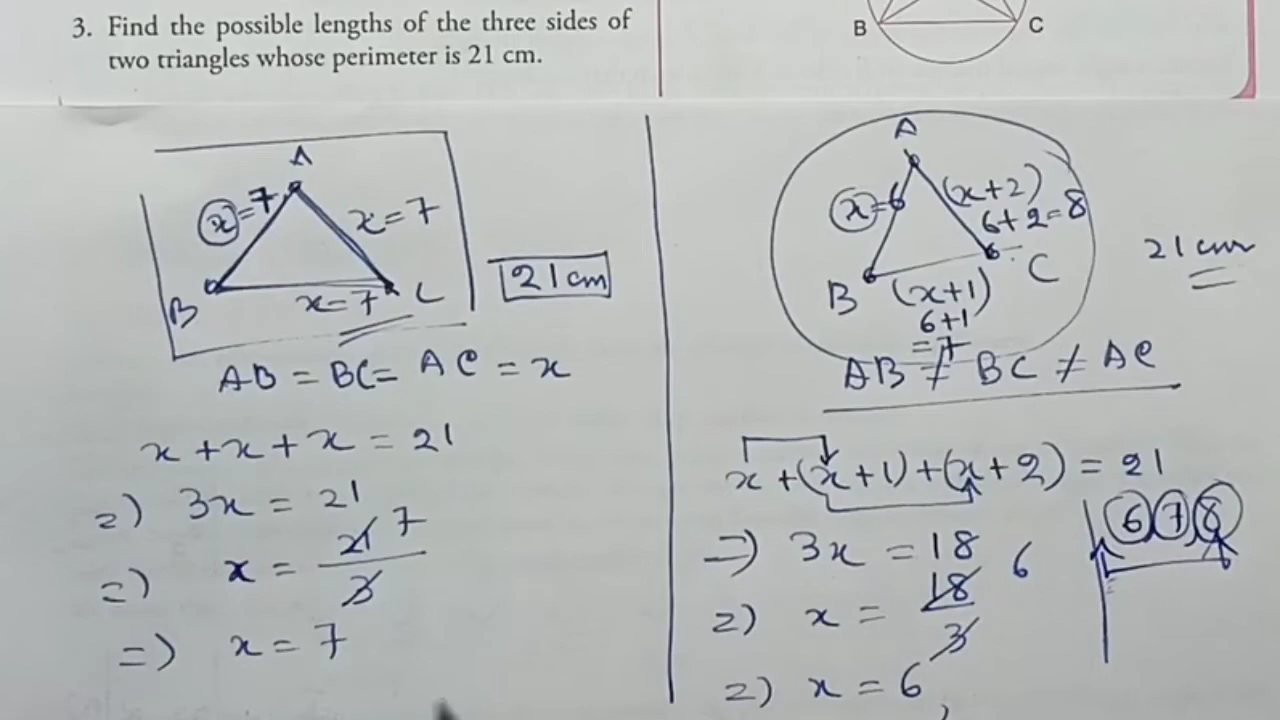 3. Find the possible lengths of the three sides of
two triangles whose perimeter is 21 cm.
B C
A
x=7 x=7
B x=7 C
21cm
AB = BC = AC = x
x + x + x = 21
=) 3x = 21
=) x = 21/3 7
=) x = 7
A
x=6 (x+2)
6+2=8
B (x+1) C
6+1
=7
21 cm
AB ≠ BC ≠ AC
x + (x+1) + (x+2) = 21
=) 3x = 18
=) x = 18/3 6
=) x = 6
6 7 8